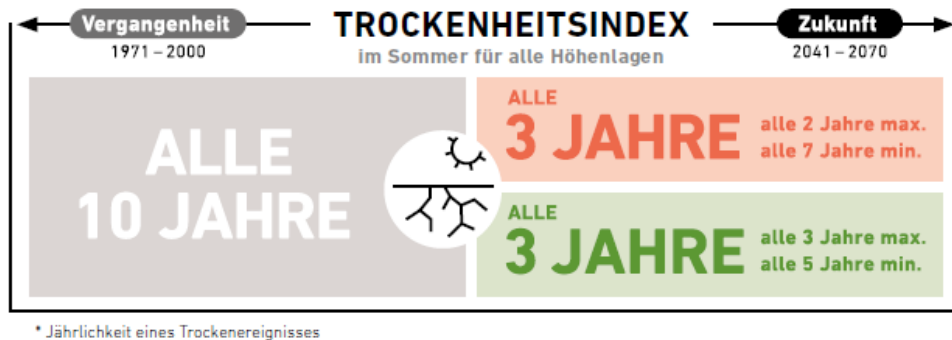 Vergangenheit
1971 – 2000
TROCKENHEITSINDEX
im Sommer für alle Höhenlagen
Zukunft
2041 – 2070
ALLE
10 JAHRE
ALLE
3 JAHRE
alle 2 Jahre max.
alle 7 Jahre min.
ALLE
3 JAHRE
alle 3 Jahre max.
alle 5 Jahre min.
* Jährlichkeit eines Trockenereignisses